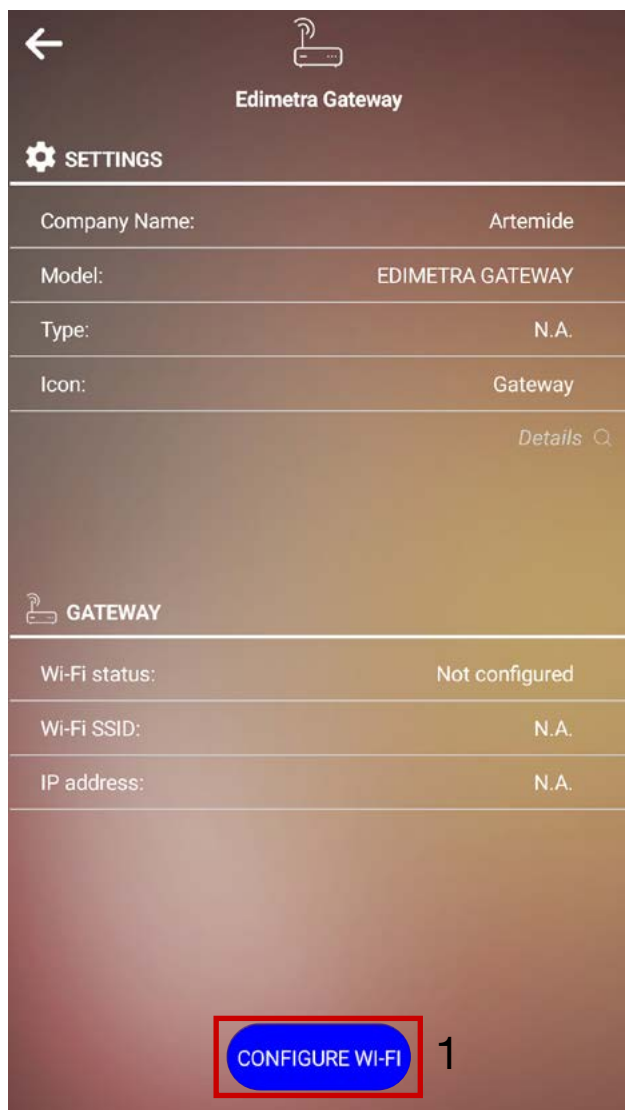 Edimetra Gateway
SETTINGS
Company Name: Artemide
Model: EDIMETRA GATEWAY
Type: N.A.
Icon: Gateway
Details
GATEWAY
Wi-Fi status: Not configured
Wi-Fi SSID: N.A.
IP address: N.A.
CONFIGURE WI-FI 1